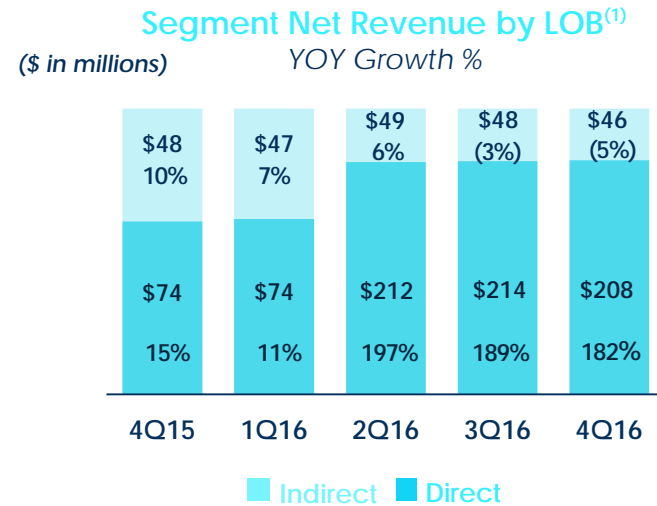 Segment Net Revenue by LOB(1)
($ in millions) YOY Growth %
$48 $47 $49 $48 $46
10% 7% 6% (3%) (5%)
$74 $74 $212 $214 $208
15% 11% 197% 189% 182%
4Q15 1Q16 2Q16 3Q16 4Q16
Indirect Direct